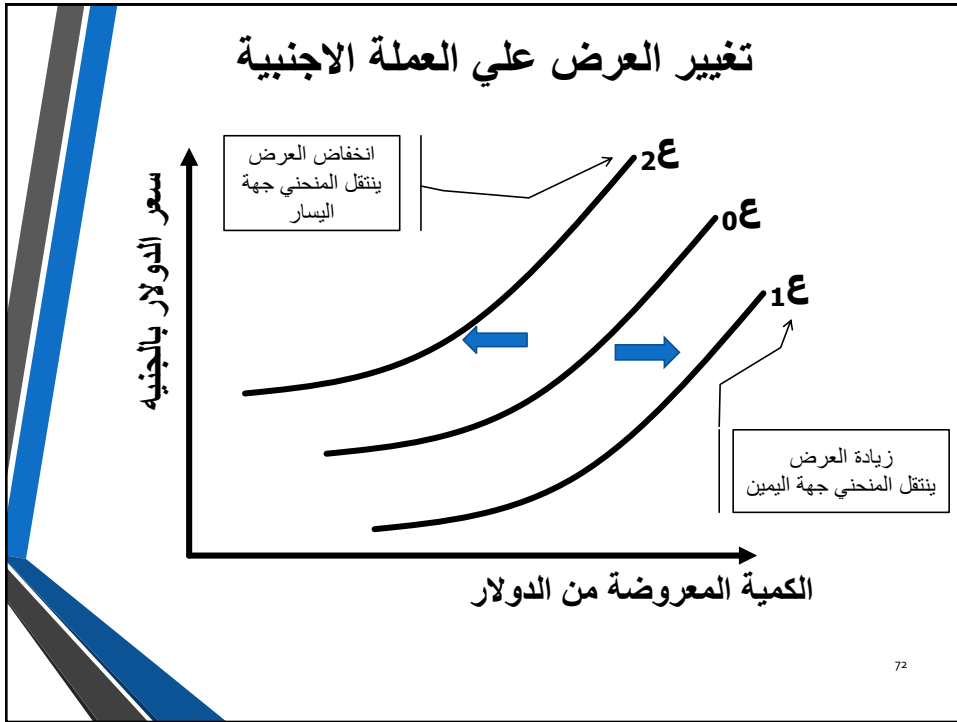 تغيير العرض علي العملة الاجنبية
انخفاض العرض
ينتقل المنحني جهة
اليسار
ع2
ع0
ع1
سعر الدولار بالجنيه
زيادة العرض
ينتقل المنحني جهة اليمين
الكمية المعروضة من الدولار
72